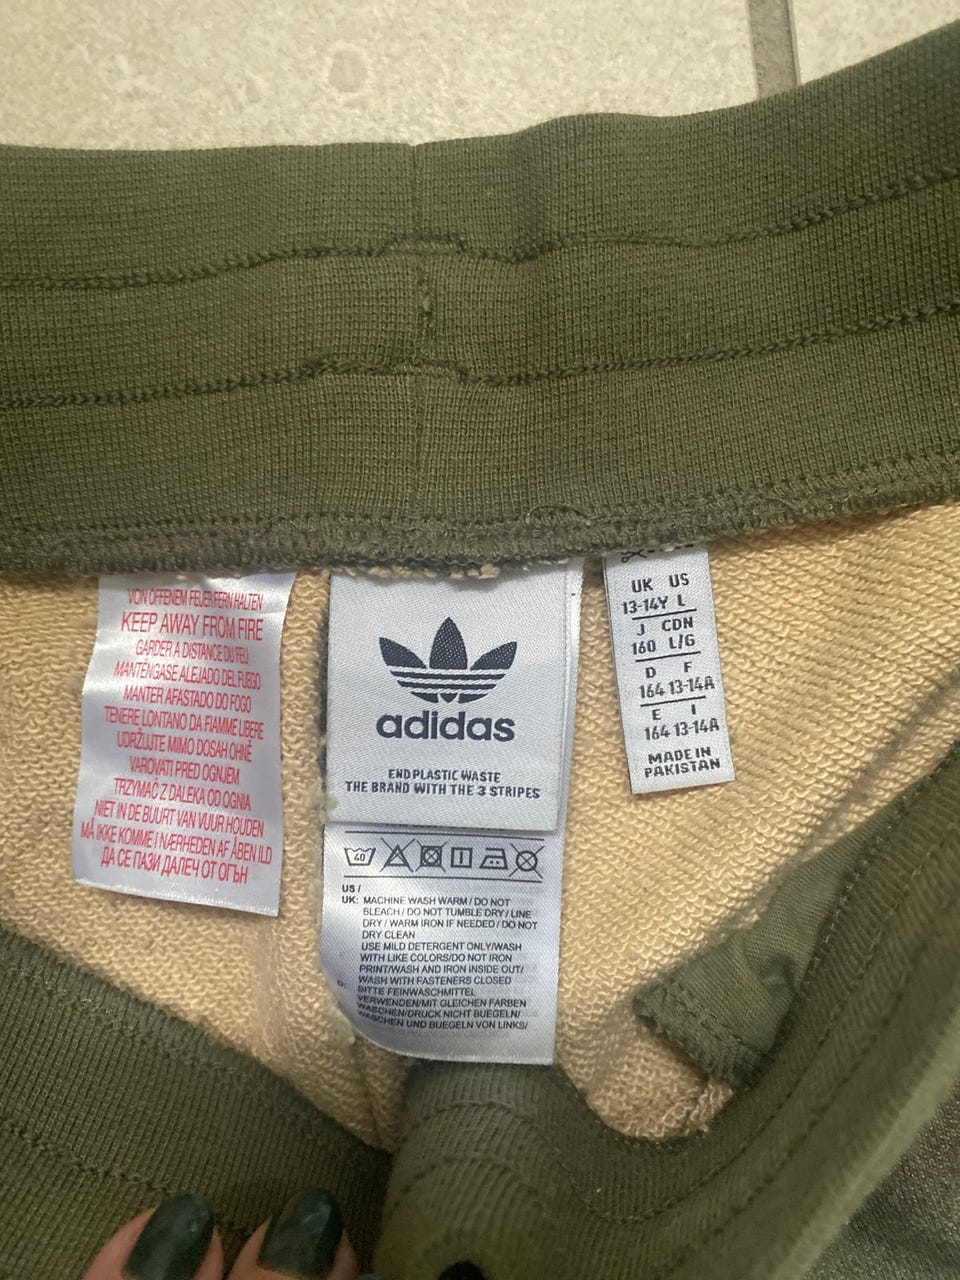 VON OFFENEM FEUER FERN HALTEN
KEEP AWAY FROM FIRE
GARDER A DISTANCE DU FEU
MANTÉNGASE ALEJADO DEL FUEGO
MANTER AFASTADO DO FOGO
TENERE LONTANO DA FIAMME LIBERE
UDRŽUJTE MIMO DOSAH OHNĚ
VAROVATI PRED OGNJEM
TRZYMAĆ Z DALEKA OD OGNIA
NIET IN DE BUURT VAN VUUR HOUDEN
MÅ IKKE KOMME I NÆRHEDEN AF ÅBEN ILD
ДА СЕ ПАЗИ ДАЛЕЧ ОТ ОГЪН
adidas
END PLASTIC WASTE
THE BRAND WITH THE 3 STRIPES
40
US /
UK: MACHINE WASH WARM / DO NOT
BLEACH / DO NOT TUMBLE DRY / LINE
DRY / WARM IRON IF NEEDED / DO NOT
DRY CLEAN
USE MILD DETERGENT ONLY/WASH
WITH LIKE COLORS/DO NOT IRON
PRINT/WASH AND IRON INSIDE OUT/
WASH WITH FASTENERS CLOSED
D: BITTE FEINWASCHMITTEL
VERWENDEN/MIT GLEICHEN FARBEN
WASCHEN/DRUCK NICHT BUEGELN/
WASCHEN UND BUEGELN VON LINKS/
UK US
13-14Y L
J CDN
160 L/G
D F
164 13-14A
E I
164 13-14A
MADE IN
PAKISTAN